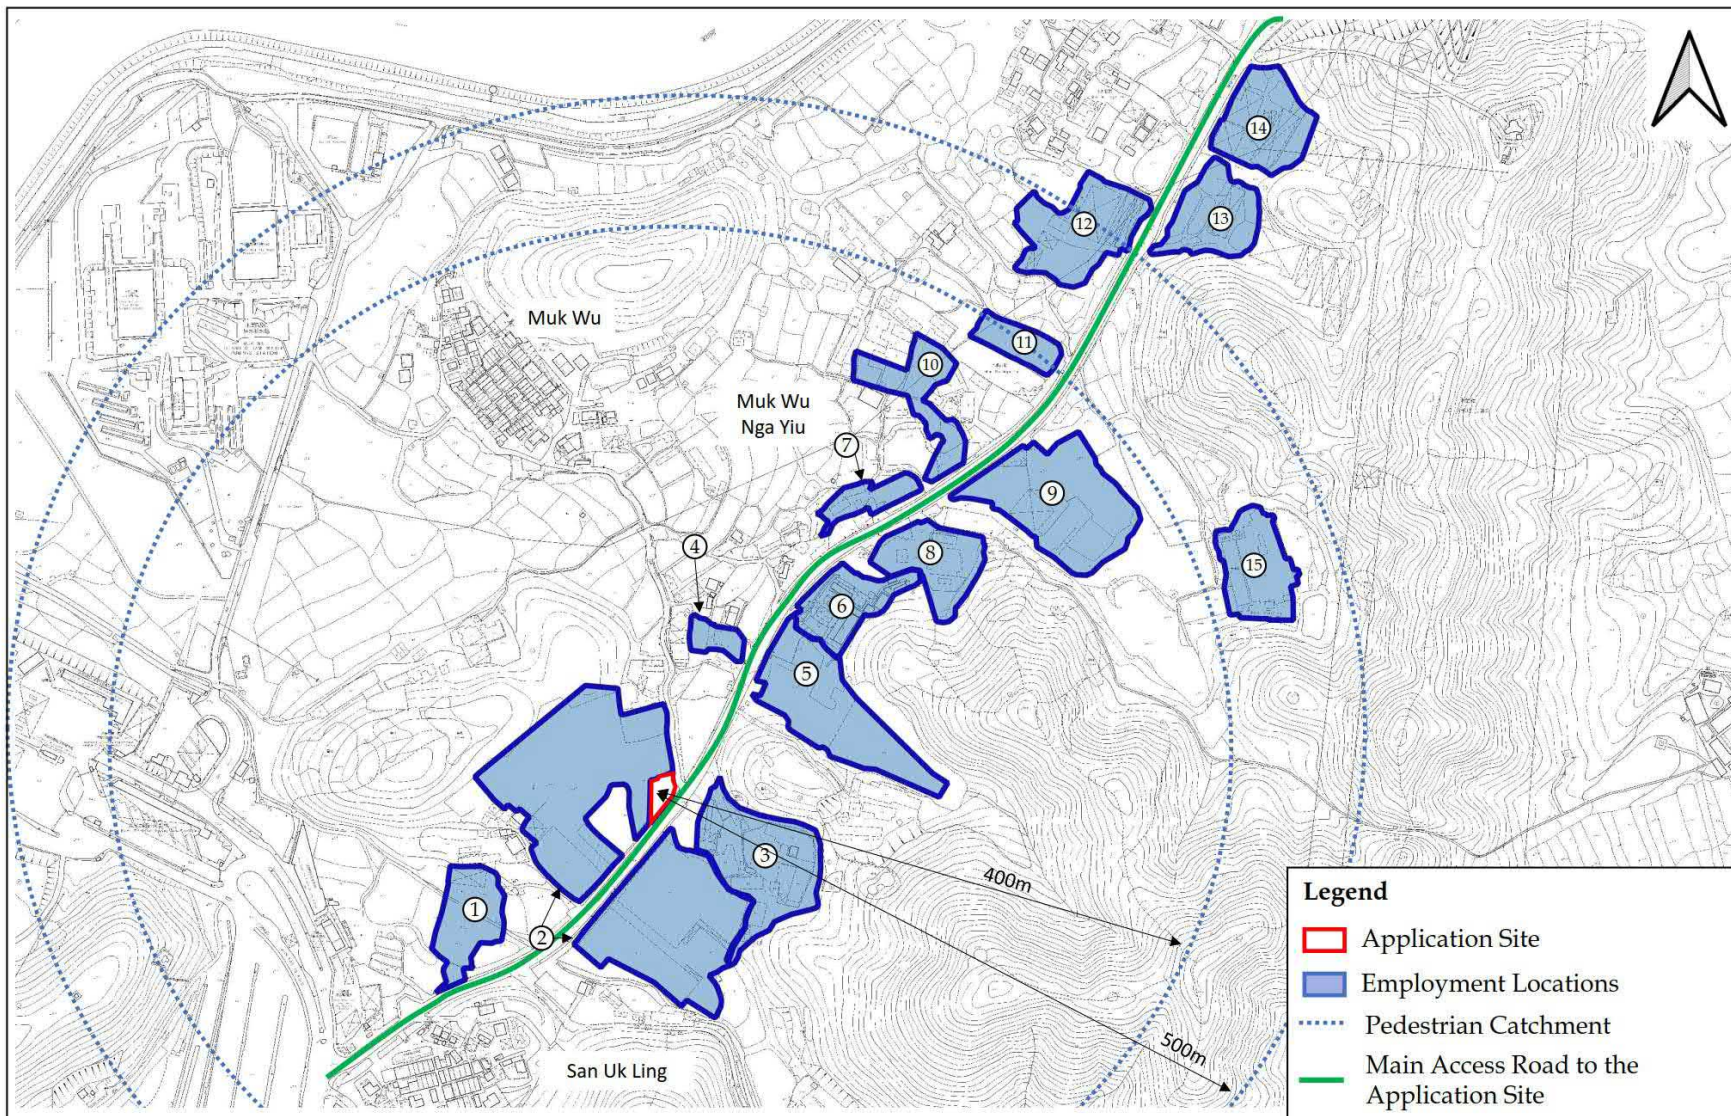 14
13
12
Muk Wu
11
10
Muk Wu
Nga Yiu
7
9
4
8
15
6
5
3
400m
1
2
500m
San Uk Ling
Legend
Application Site
Employment Locations
Pedestrian Catchment
Main Access Road to the
Application Site